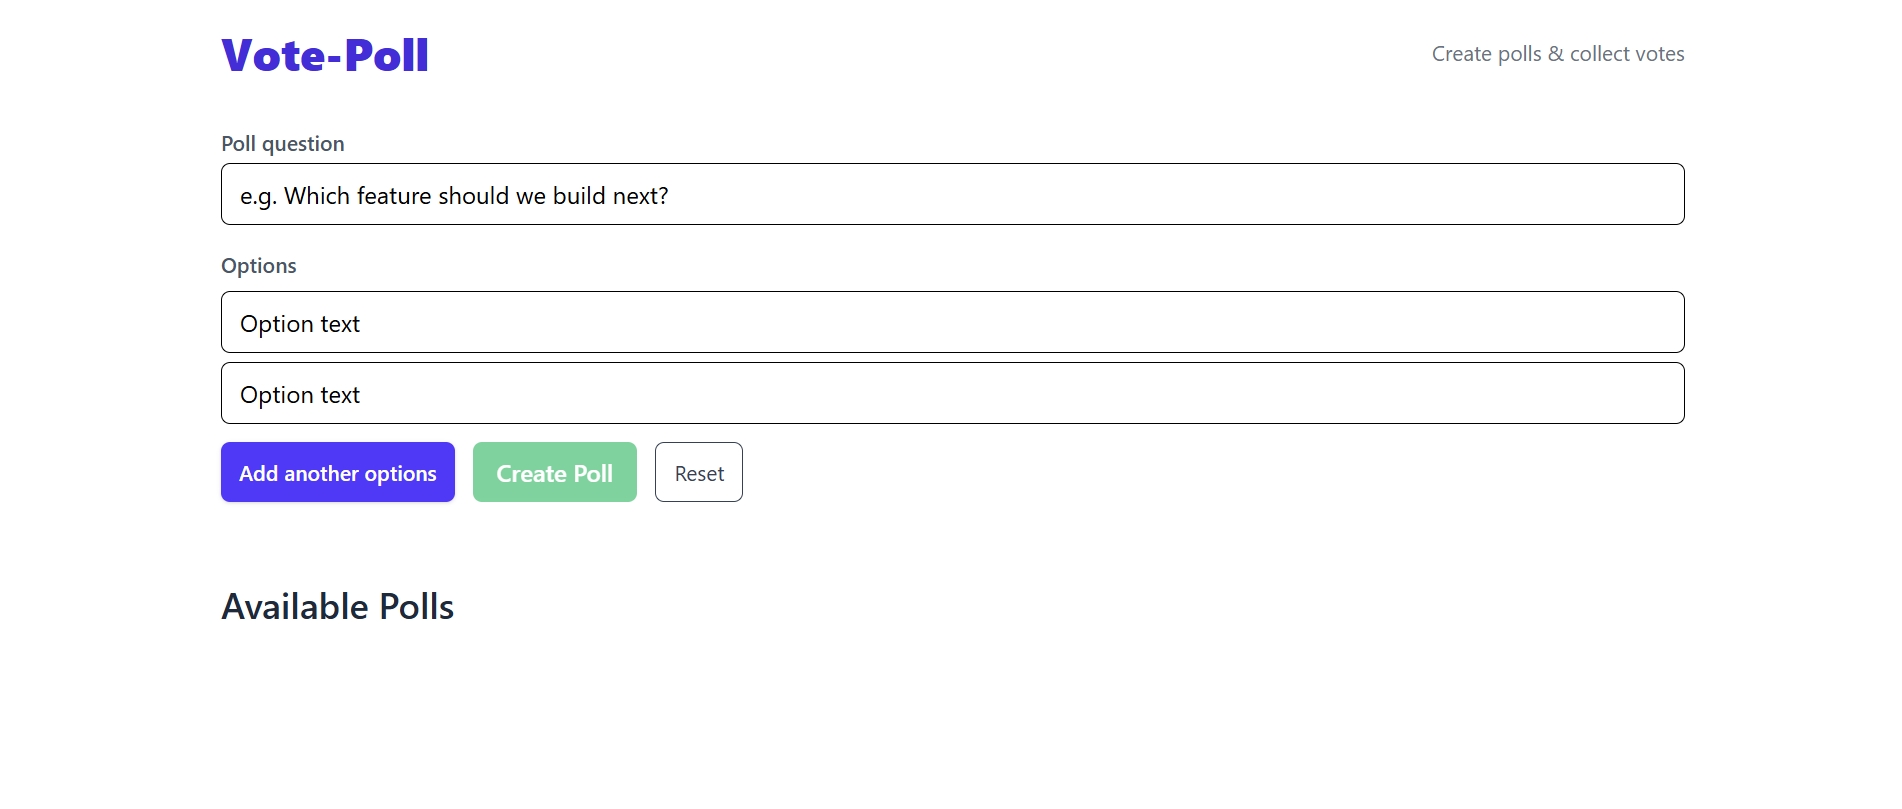 Vote-Poll
Create polls & collect votes
Poll question
e.g. Which feature should we build next?
Options
Option text
Option text
Add another options
Create Poll
Reset
Available Polls